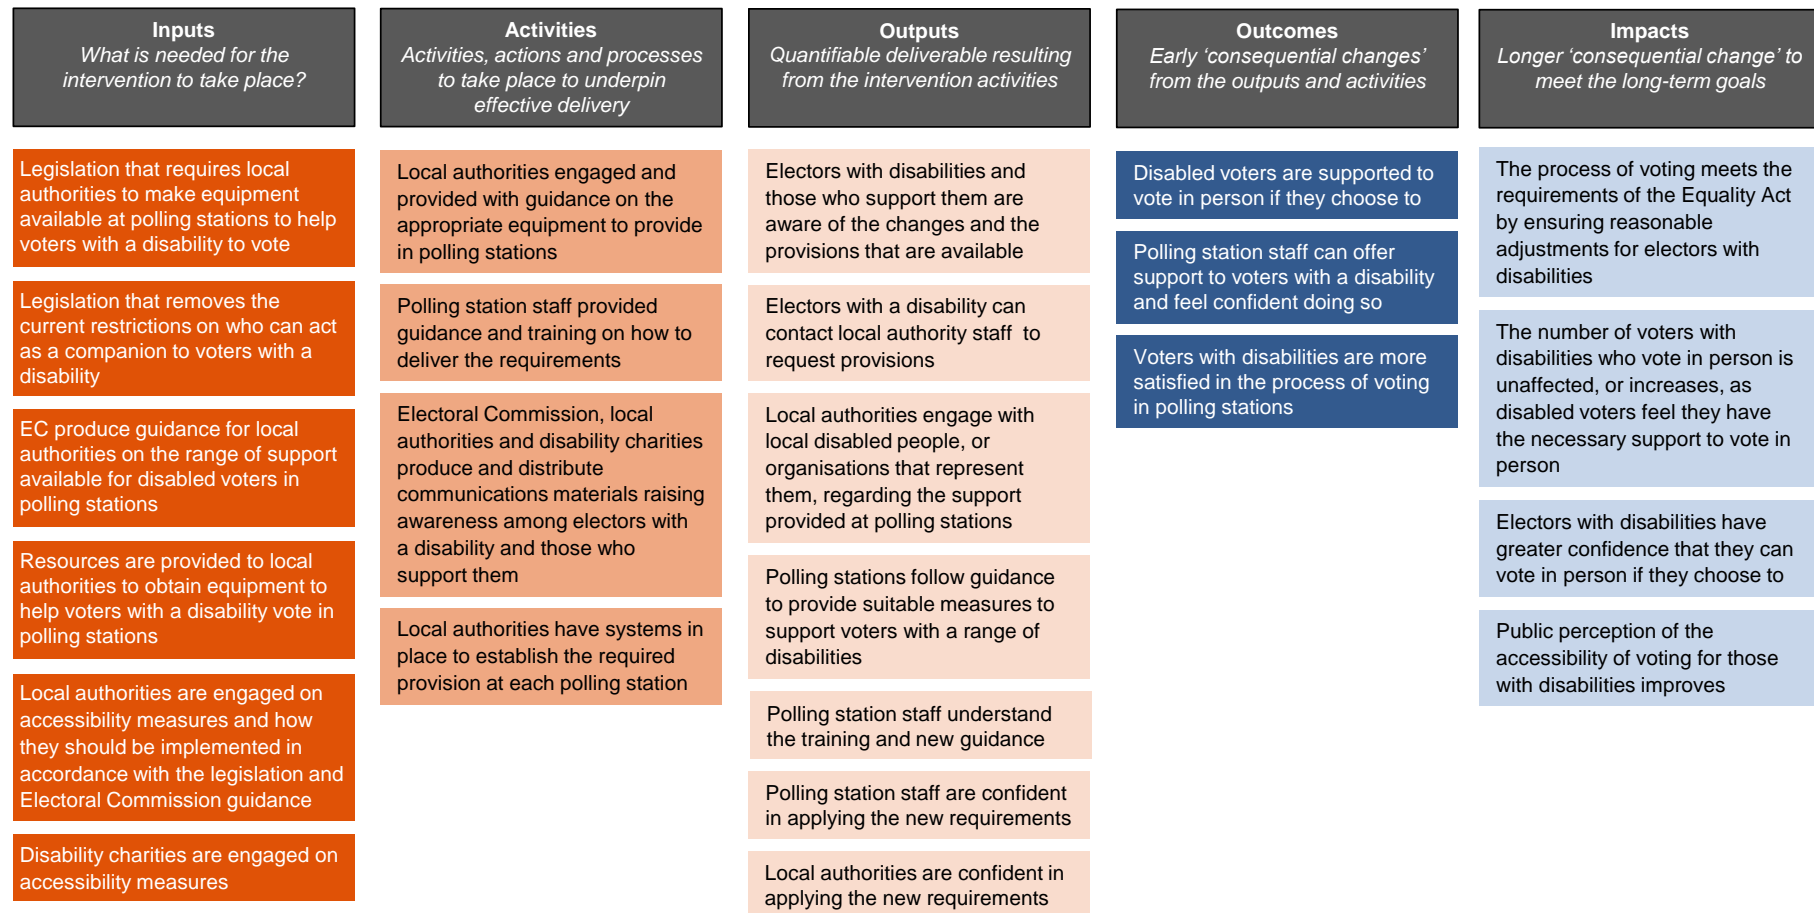 Inputs
What is needed for the
intervention to take place?
Legislation that requires local
authorities to make equipment
available at polling stations to help
voters with a disability to vote
Legislation that removes the
current restrictions on who can act
as a companion to voters with a
disability
EC produce guidance for local
authorities on the range of support
available for disabled voters in
polling stations
Resources are provided to local
authorities to obtain equipment to
help voters with a disability vote in
polling stations
Local authorities are engaged on
accessibility measures and how
they should be implemented in
accordance with the legislation and
Electoral Commission guidance
Disability charities are engaged on
accessibility measures
Activities
Activities, actions and processes
to take place to underpin
effective delivery
Local authorities engaged and
provided with guidance on the
appropriate equipment to provide
in polling stations
Polling station staff provided
guidance and training on how to
deliver the requirements
Electoral Commission, local
authorities and disability charities
produce and distribute
communications materials raising
awareness among electors with
a disability and those who
support them
Local authorities have systems in
place to establish the required
provision at each polling station
Outputs
Quantifiable deliverable resulting
from the intervention activities
Electors with disabilities and
those who support them are
aware of the changes and the
provisions that are available
Electors with a disability can
contact local authority staff to
request provisions
Local authorities engage with
local disabled people, or
organisations that represent
them, regarding the support
provided at polling stations
Polling stations follow guidance
to provide suitable measures to
support voters with a range of
disabilities
Polling station staff understand
the training and new guidance
Polling station staff are confident
in applying the new requirements
Local authorities are confident in
applying the new requirements
Outcomes
Early ‘consequential changes’
from the outputs and activities
Disabled voters are supported to
vote in person if they choose to
Polling station staff can offer
support to voters with a disability
and feel confident doing so
Voters with disabilities are more
satisfied in the process of voting
in polling stations
Impacts
Longer ‘consequential change’ to
meet the long-term goals
The process of voting meets the
requirements of the Equality Act
by ensuring reasonable
adjustments for electors with
disabilities
The number of voters with
disabilities who vote in person is
unaffected, or increases, as
disabled voters feel they have
the necessary support to vote in
person
Electors with disabilities have
greater confidence that they can
vote in person if they choose to
Public perception of the
accessibility of voting for those
with disabilities improves